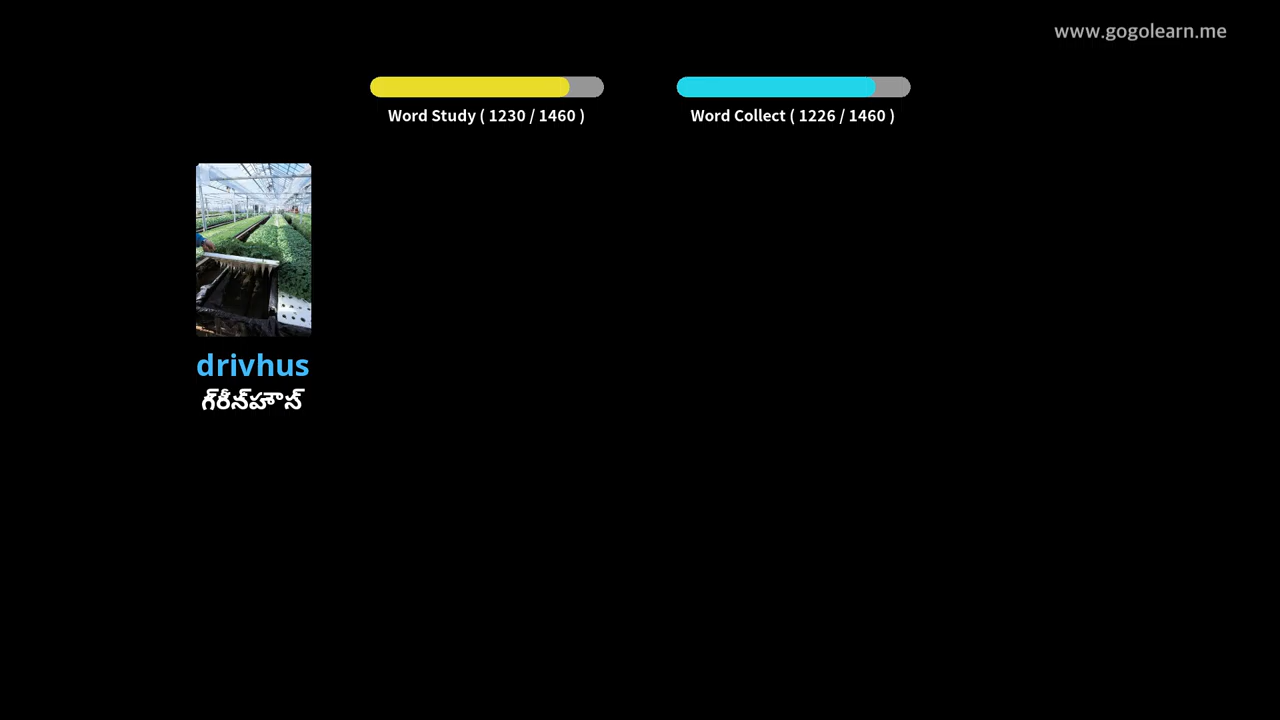 www.gogolearn.me
Word Study ( 1230 / 1460 )
Word Collect ( 1226 / 1460 )
drivhus
గ్‌రీన్‌హౌస్